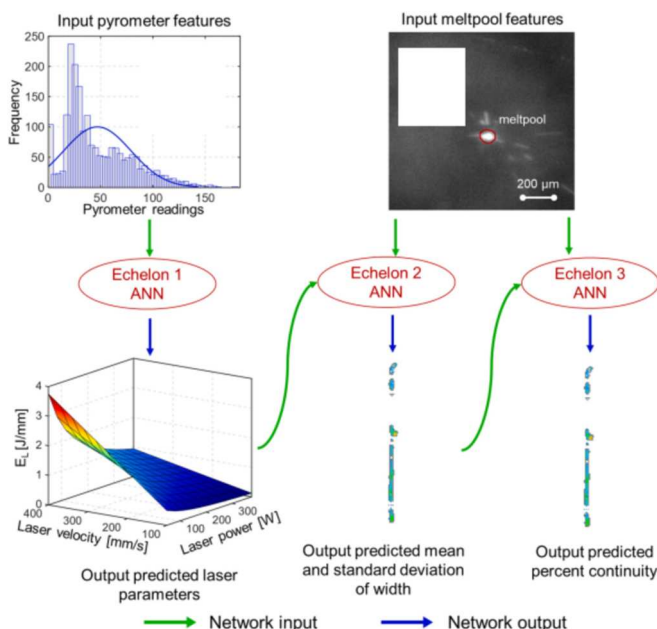 Input pyrometer features
Input meltpool features
250
200
150
100
50
0
Frequency
0 50 100 150
Pyrometer readings
meltpool
200 µm
Echelon 1
ANN
Echelon 2
ANN
Echelon 3
ANN
4
3
2
1
0
E_L [J/mm]
400 300 200 100
Laser velocity [mm/s]
100 200 300
Laser power [W]
Output predicted laser
parameters
Output predicted mean
and standard deviation
of width
Output predicted
percent continuity
Network input
Network output